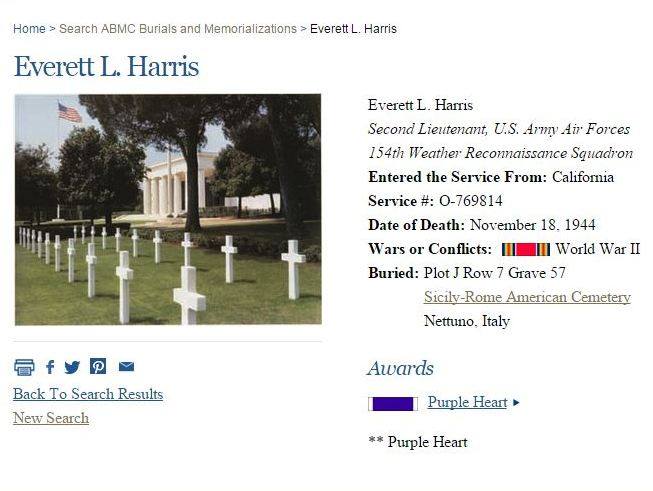 Home > Search ABMC Burials and Memorializations > Everett L. Harris
Everett L. Harris
Everett L. Harris
Second Lieutenant, U.S. Army Air Forces
154th Weather Reconnaissance Squadron
Entered the Service From: California
Service #: O-769814
Date of Death: November 18, 1944
Wars or Conflicts: World War II
Buried: Plot J Row 7 Grave 57
Sicily-Rome American Cemetery
Nettuno, Italy
Back To Search Results
New Search
Awards
Purple Heart
** Purple Heart